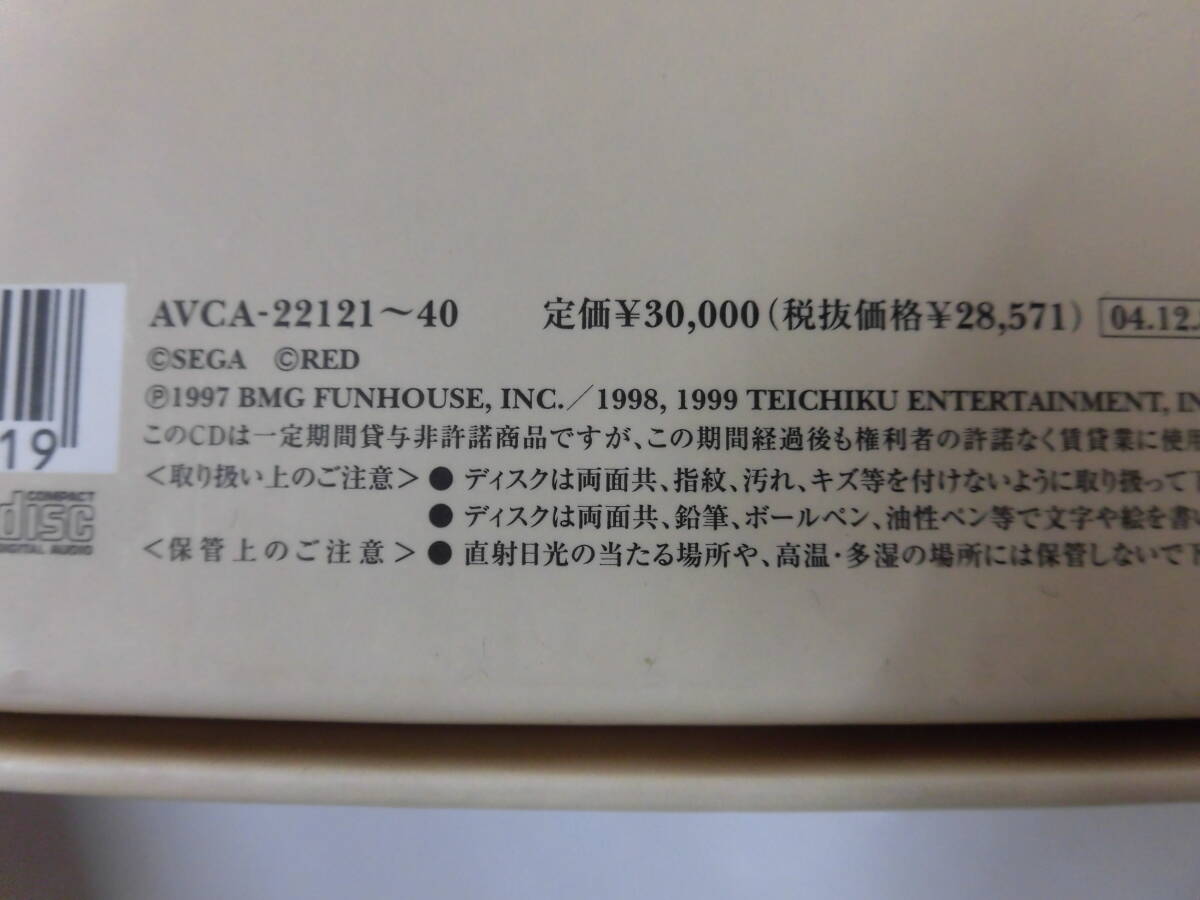 AVCA-22121～40 定価¥30,000(税抜価格¥28,571) 04.12.
©SEGA ©RED
℗1997 BMG FUNHOUSE, INC.／1998, 1999 TEICHIKU ENTERTAINMENT, IN
このCDは一定期間貸与非許諾商品ですが、この期間経過後も権利者の許諾なく賃貸業に使用
19
＜取り扱い上のご注意＞ ● ディスクは両面共、指紋、汚れ、キズ等を付けないように取り扱って下
COMPACT
disc
DIGITAL AUDIO
● ディスクは両面共、鉛筆、ボールペン、油性ペン等で文字や絵を書
＜保管上のご注意＞ ● 直射日光の当たる場所や、高温・多湿の場所には保管しないで下